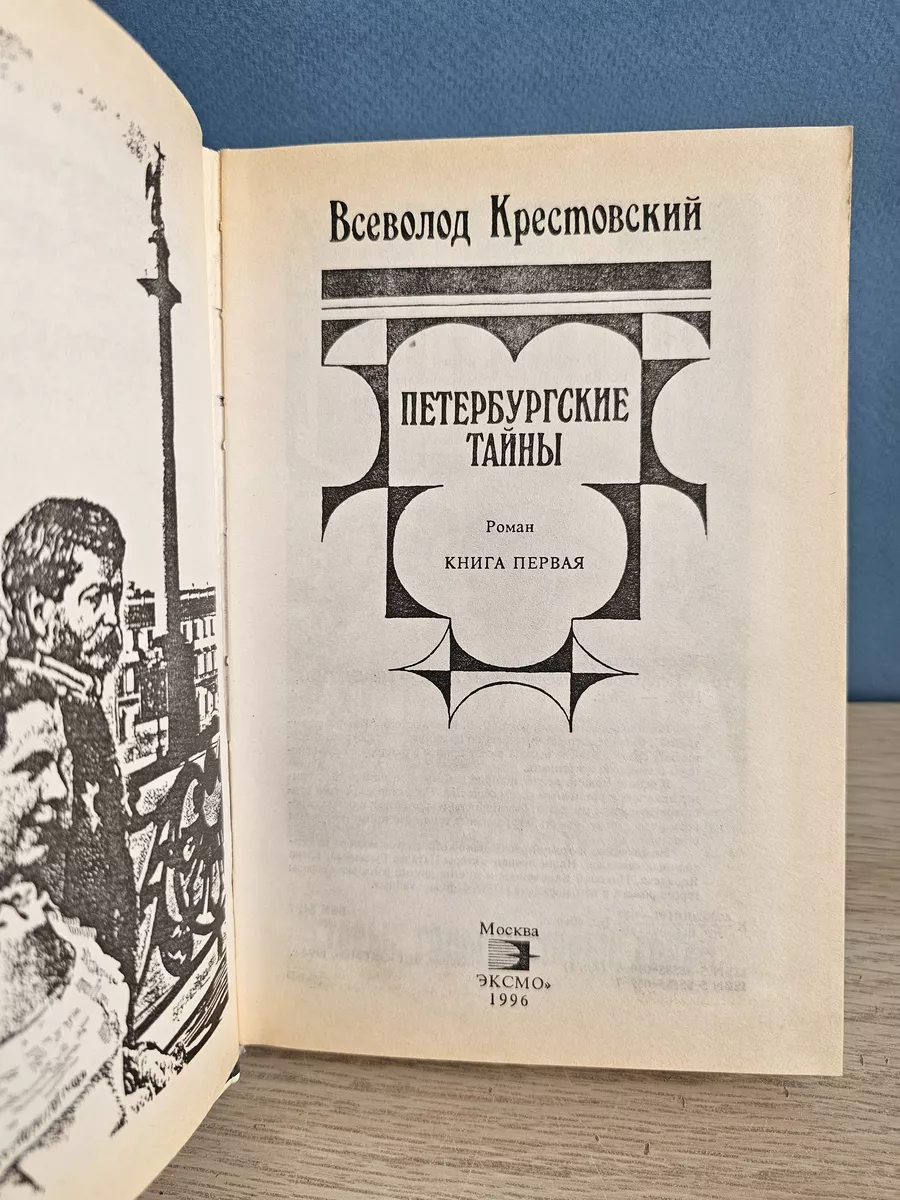 Всеволод Крестовский
ПЕТЕРБУРГСКИЕ
ТАЙНЫ
Роман
КНИГА ПЕРВАЯ
Москва
ЭКСМО»
1996